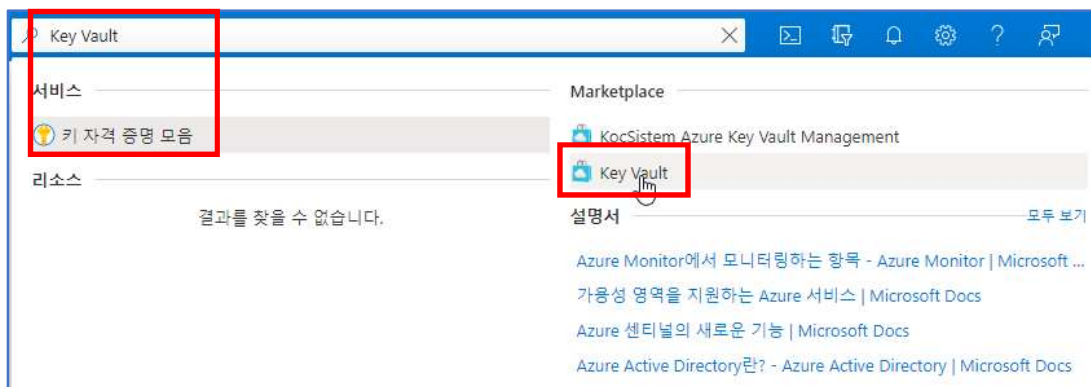 Key Vault
서비스
키 자격 증명 모음
리소스
결과를 찾을 수 없습니다.
Marketplace
KocSistem Azure Key Vault Management
Key Vault
설명서
모두 보기
Azure Monitor에서 모니터링하는 항목 - Azure Monitor | Microsoft ...
가용성 영역을 지원하는 Azure 서비스 | Microsoft Docs
Azure 센티널의 새로운 기능 | Microsoft Docs
Azure Active Directory란? - Azure Active Directory | Microsoft Docs